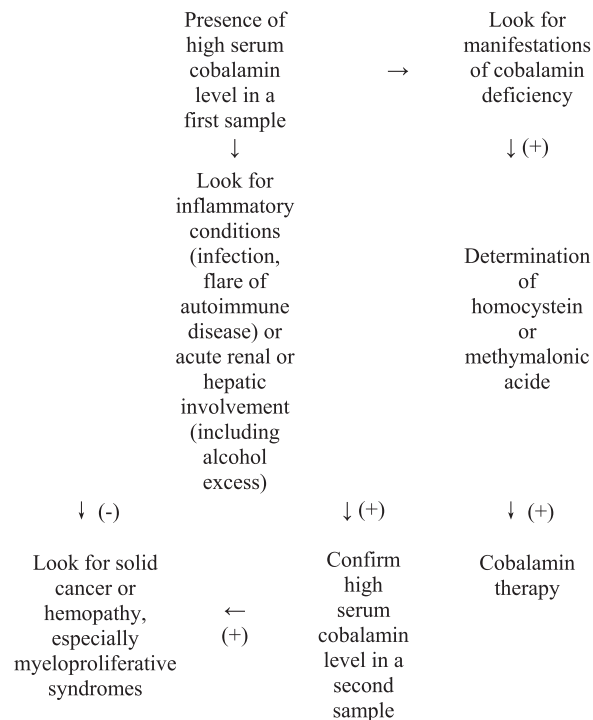 Presence of
high serum
cobalamin
level in a
first sample
→
Look for
manifestations
of cobalamin
deficiency
↓
↓ (+)
Look for
inflammatory
conditions
(infection,
flare of
autoimmune
disease) or
acute renal or
hepatic
involvement
(including
alcohol
excess)
Determination
of
homocystein
or
methymalonic
acide
↓ (-)
↓ (+)
↓ (+)
Look for solid
cancer or
hemopathy,
especially
myeloproliferative
syndromes
←
(+)
Confirm
high
serum
cobalamin
level in a
second
sample
Cobalamin
therapy